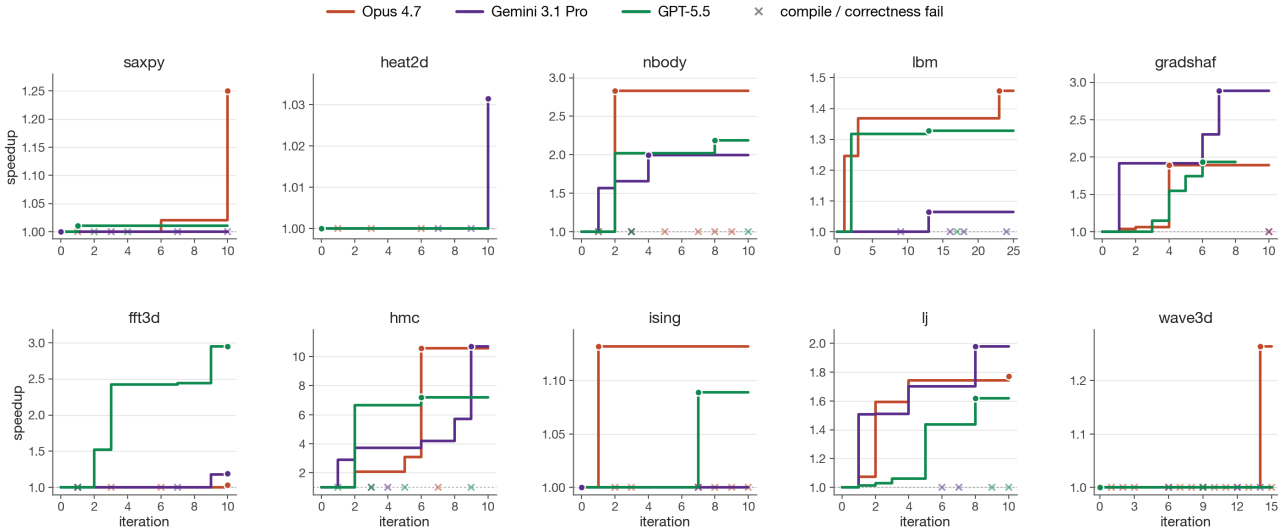 Opus 4.7 Gemini 3.1 Pro GPT-5.5 compile / correctness fail
saxpy
speedup
1.25
1.20
1.15
1.10
1.05
1.00
0 2 4 6 8 10
heat2d
1.03
1.02
1.01
1.00
0 2 4 6 8 10
nbody
3.0
2.5
2.0
1.5
1.0
0 2 4 6 8 10
lbm
1.5
1.4
1.3
1.2
1.1
1.0
0 5 10 15 20 25
gradshaf
3.0
2.5
2.0
1.5
1.0
0 2 4 6 8 10
fft3d
speedup
3.0
2.5
2.0
1.5
1.0
0 2 4 6 8 10
iteration
hmc
10
8
6
4
2
0 2 4 6 8 10
iteration
ising
1.10
1.05
1.00
0 2 4 6 8 10
iteration
lj
2.0
1.8
1.6
1.4
1.2
1.0
0 2 4 6 8 10
iteration
wave3d
1.2
1.1
1.0
0 3 6 9 12 15
iteration